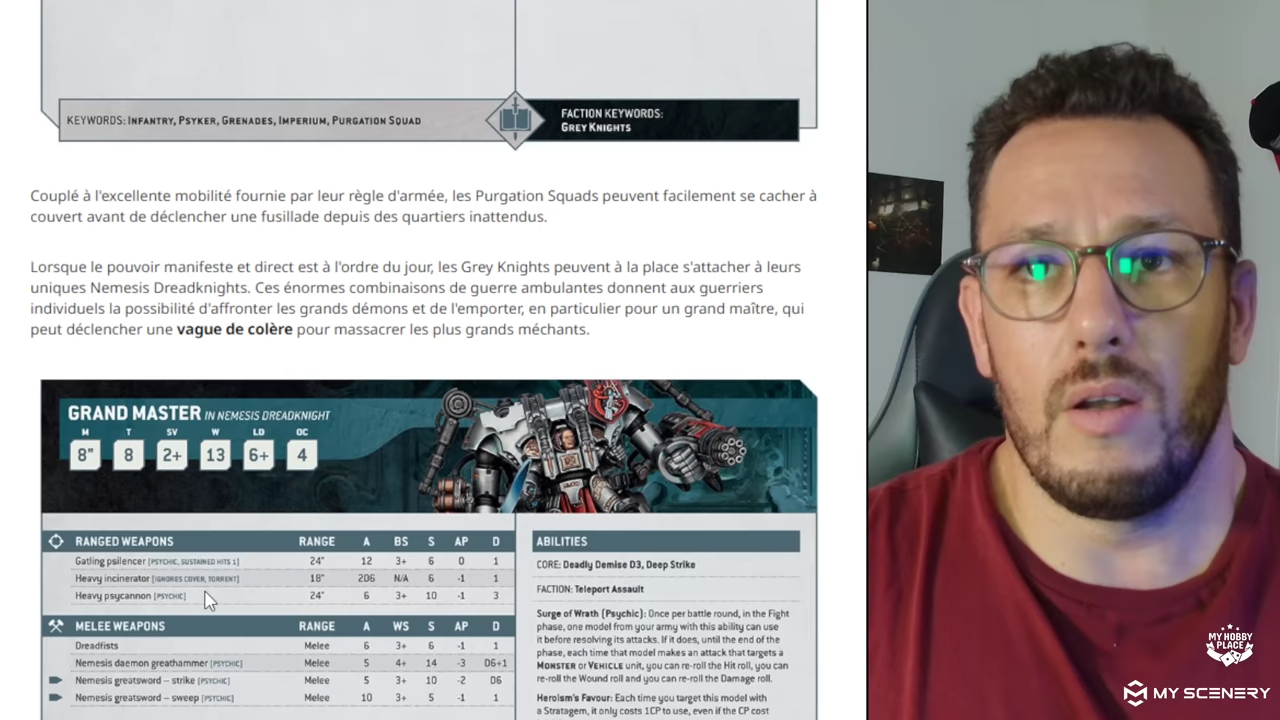 KEYWORDS: INFANTRY, PSYKER, GRENADES, IMPERIUM, PURGATION SQUAD
FACTION KEYWORDS:
GREY KNIGHTS
Couplé à l'excellente mobilité fournie par leur règle d'armée, les Purgation Squads peuvent facilement se cacher à
couvert avant de déclencher une fusillade depuis des quartiers inattendus.
Lorsque le pouvoir manifeste et direct est à l'ordre du jour, les Grey Knights peuvent à la place s'attacher à leurs
uniques Nemesis Dreadknights. Ces énormes combinaisons de guerre ambulantes donnent aux guerriers
individuels la possibilité d'affronter les grands démons et de l'emporter, en particulier pour un grand maître, qui
peut déclencher une vague de colère pour massacrer les plus grands méchants.
GRAND MASTER IN NEMESIS DREADKNIGHT
M T SV W LD OC
8" 8 2+ 13 6+ 4
RANGED WEAPONS RANGE A BS S AP D
Gatling psilencer [PSYCHIC, SUSTAINED HITS 1] 24" 12 3+ 6 0 1
Heavy incinerator [IGNORES COVER, TORRENT] 18" 2D6 N/A 6 -1 1
Heavy psycannon [PSYCHIC] 24" 6 3+ 10 -1 3
MELEE WEAPONS RANGE A WS S AP D
Dreadfists Melee 6 3+ 6 -1 1
Nemesis daemon greathammer [PSYCHIC] Melee 5 4+ 14 -3 D6+1
Nemesis greatsword – strike [PSYCHIC] Melee 5 3+ 10 -2 D6
Nemesis greatsword – sweep [PSYCHIC] Melee 10 3+ 5 -1 1
ABILITIES
CORE: Deadly Demise D3, Deep Strike
FACTION: Teleport Assault
Surge of Wrath (Psychic): Once per battle round, in the Fight
phase, one model from your army with this ability can use
it before resolving its attacks. If it does, until the end of the
phase, each time that model makes an attack that targets a
MONSTER or VEHICLE unit, you can re-roll the Hit roll, you can
re-roll the Wound roll and you can re-roll the Damage roll.
Heroism's Favour: Each time you target this model with
a Stratagem, it only costs 1CP to use, even if the CP cost
MY HOBBY
PLACE
MY SCENERY